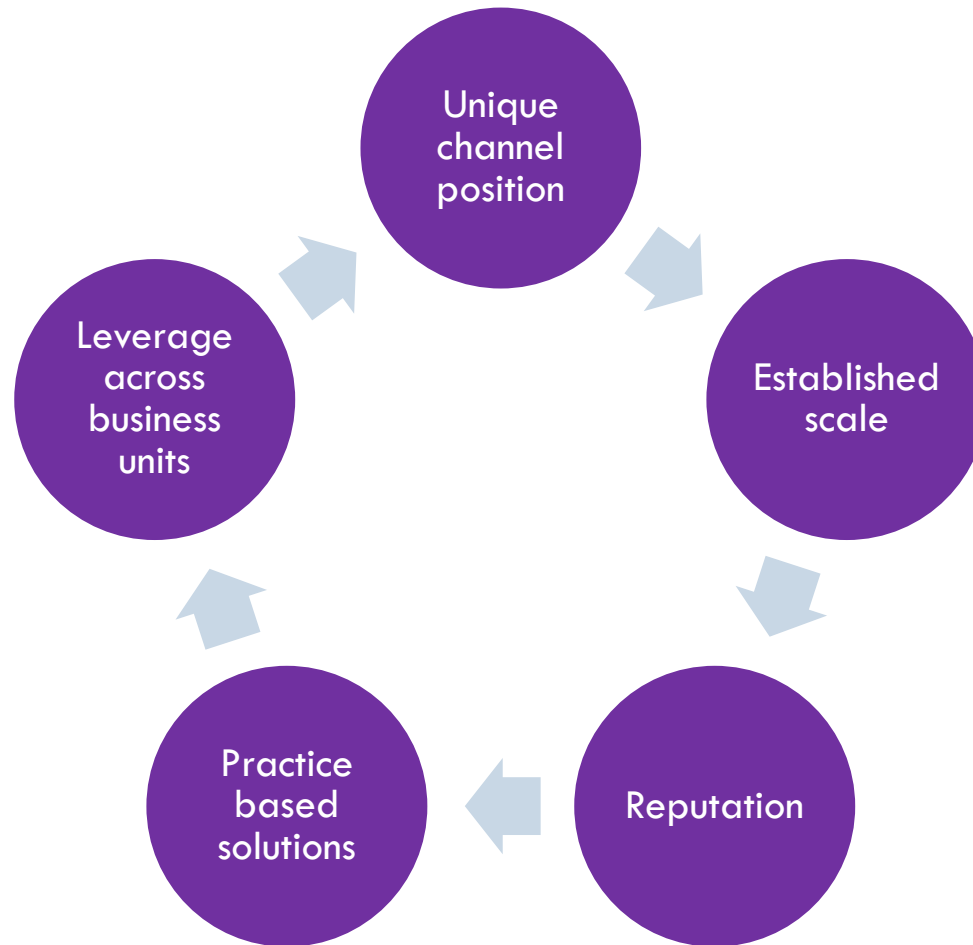 Unique
channel
position
Established
scale
Reputation
Practice
based
solutions
Leverage
across
business
units